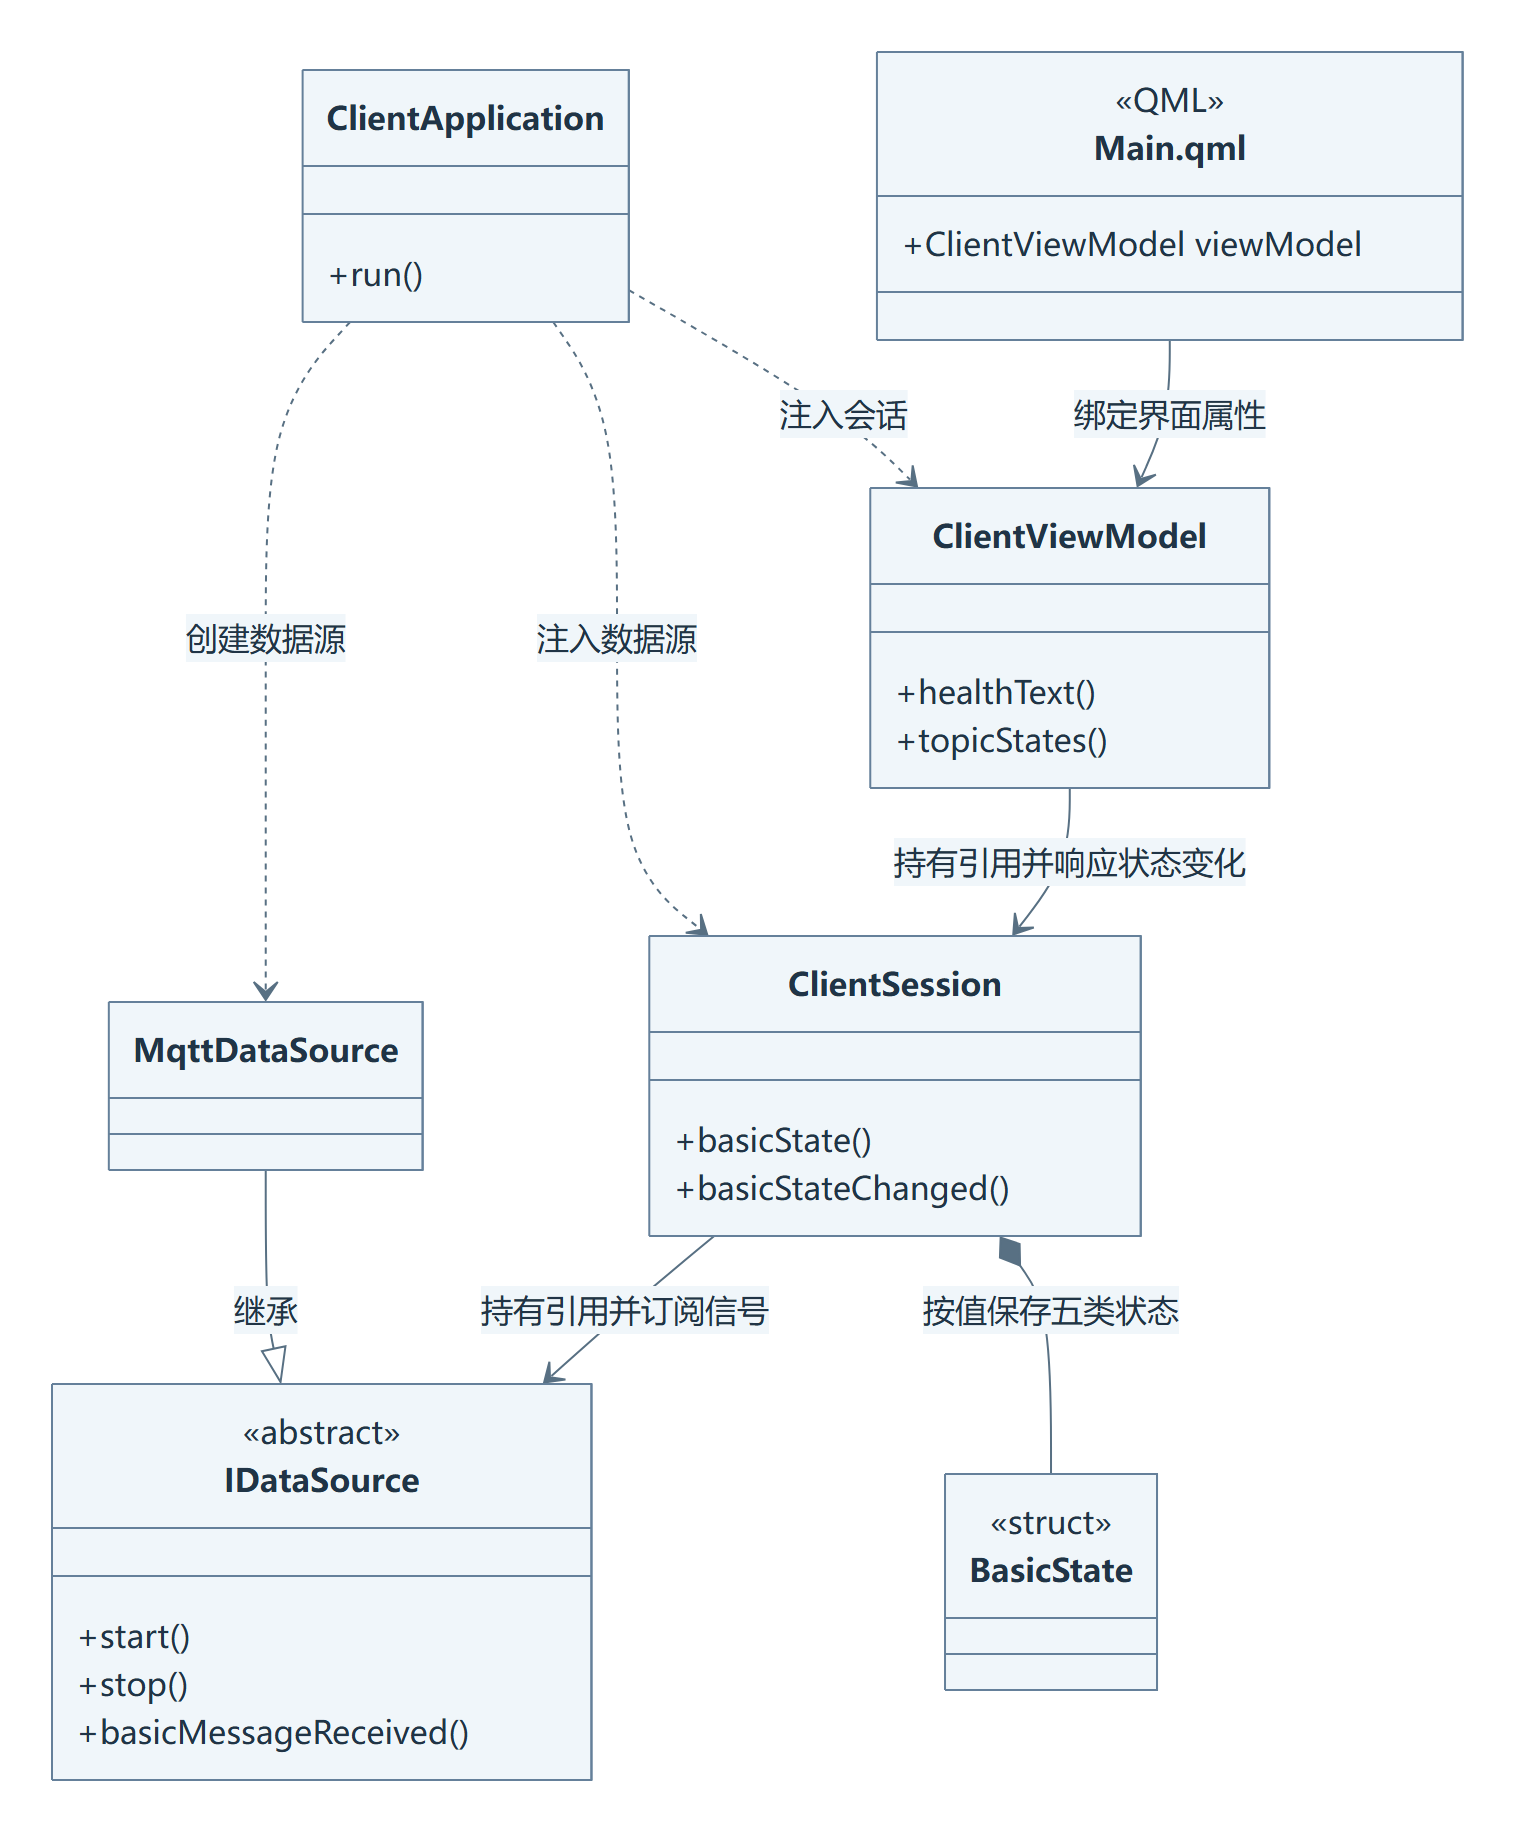 ClientApplication
+run()
«QML»
Main.qml
+ClientViewModel viewModel
注入会话
绑定界面属性
ClientViewModel
+healthText()
+topicStates()
创建数据源
注入数据源
持有引用并响应状态变化
MqttDataSource
ClientSession
+basicState()
+basicStateChanged()
继承
持有引用并订阅信号
按值保存五类状态
«abstract»
IDataSource
+start()
+stop()
+basicMessageReceived()
«struct»
BasicState